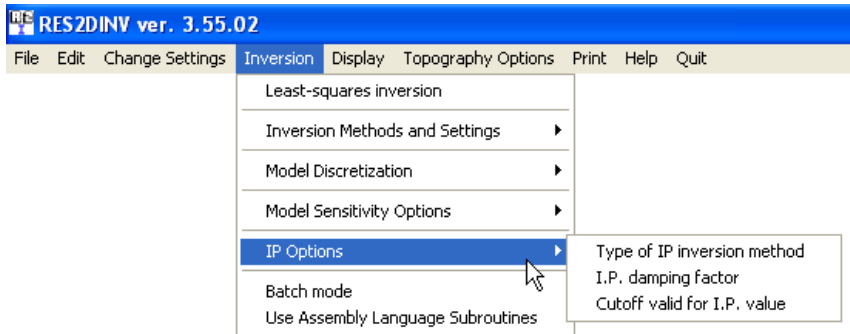 RES2DINV ver. 3.55.02
File Edit Change Settings Inversion Display Topography Options Print Help Quit
Least-squares inversion
Inversion Methods and Settings
Model Discretization
Model Sensitivity Options
IP Options
Type of IP inversion method
I.P. damping factor
Cutoff valid for I.P. value
Batch mode
Use Assembly Language Subroutines